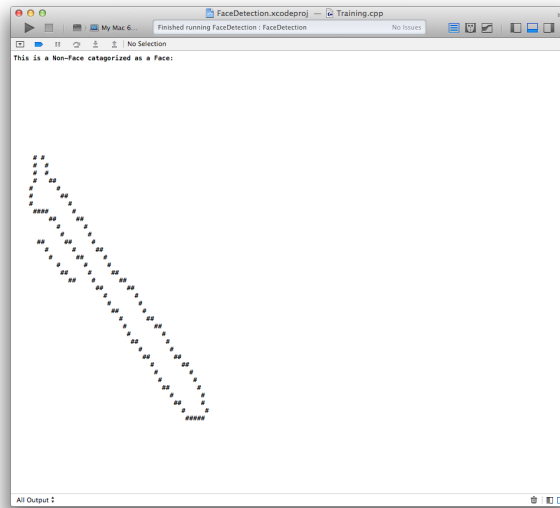 FaceDetection.xcodeproj — Training.cpp
My Mac 6... Finished running FaceDetection : FaceDetection No Issues
No Selection
This is a Non-Face catagorized as a Face:
# #
# #
# #
# ##
# #
# ##
# #
#### #
## ##
# #
# #
## ## #
# # ##
# ## #
# # #
## # ##
## # ##
## ##
# #
# #
## #
# ##
# ##
# #
## #
# #
## ##
# ##
# #
# #
## #
# #
## #
# #
#####
All Output